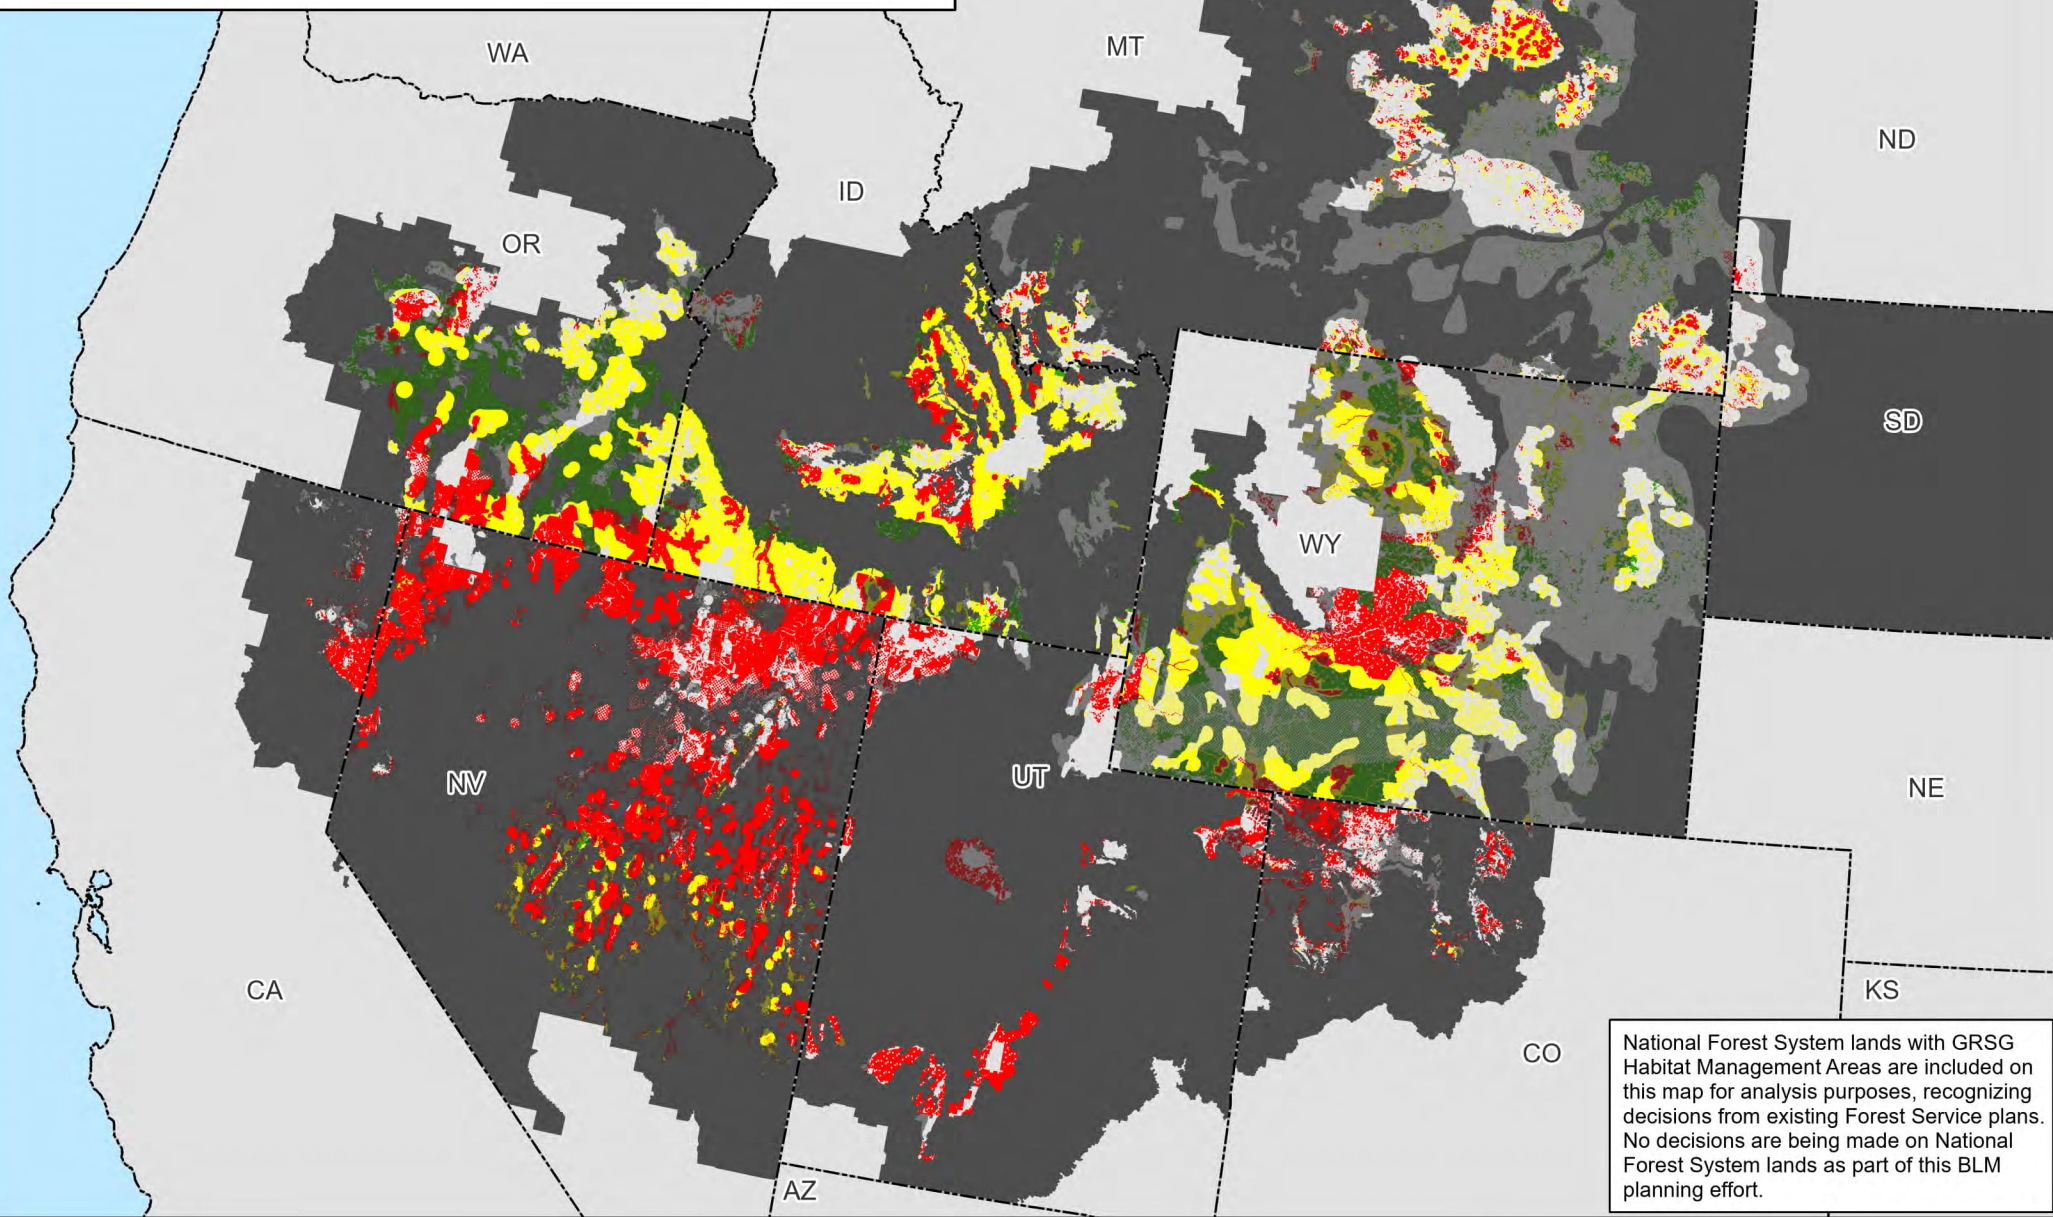 WA
MT
ND
ID
OR
SD
WY
NV
UT
NE
CA
KS
CO
AZ
National Forest System lands with GRSG
Habitat Management Areas are included on
this map for analysis purposes, recognizing
decisions from existing Forest Service plans.
No decisions are being made on National
Forest System lands as part of this BLM
planning effort.